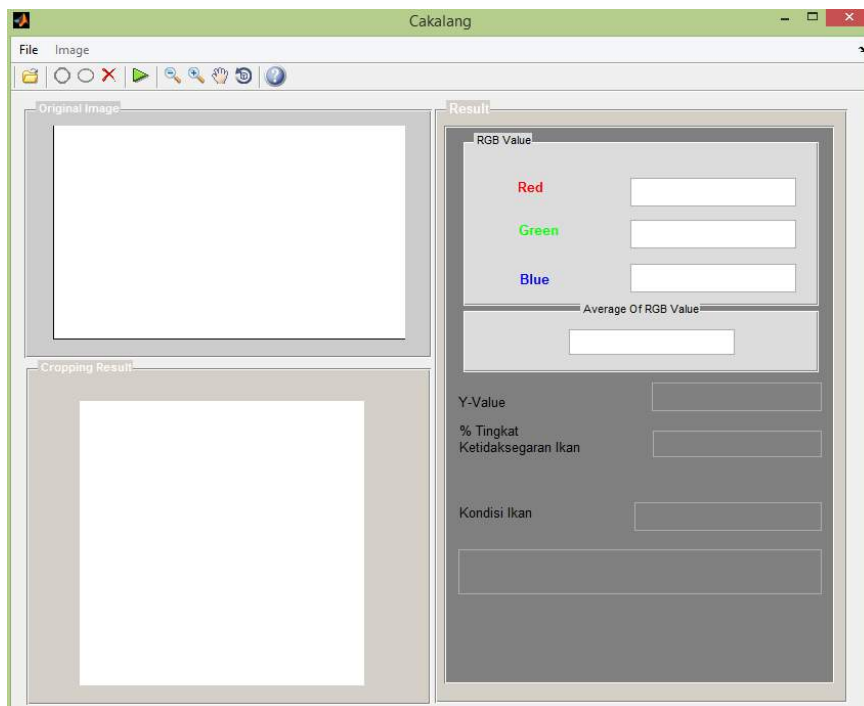 Cakalang
File Image
Original Image
Cropping Result
Result
RGB Value
Red
Green
Blue
Average Of RGB Value
Y-Value
% Tingkat
Ketidaksegaran Ikan
Kondisi Ikan